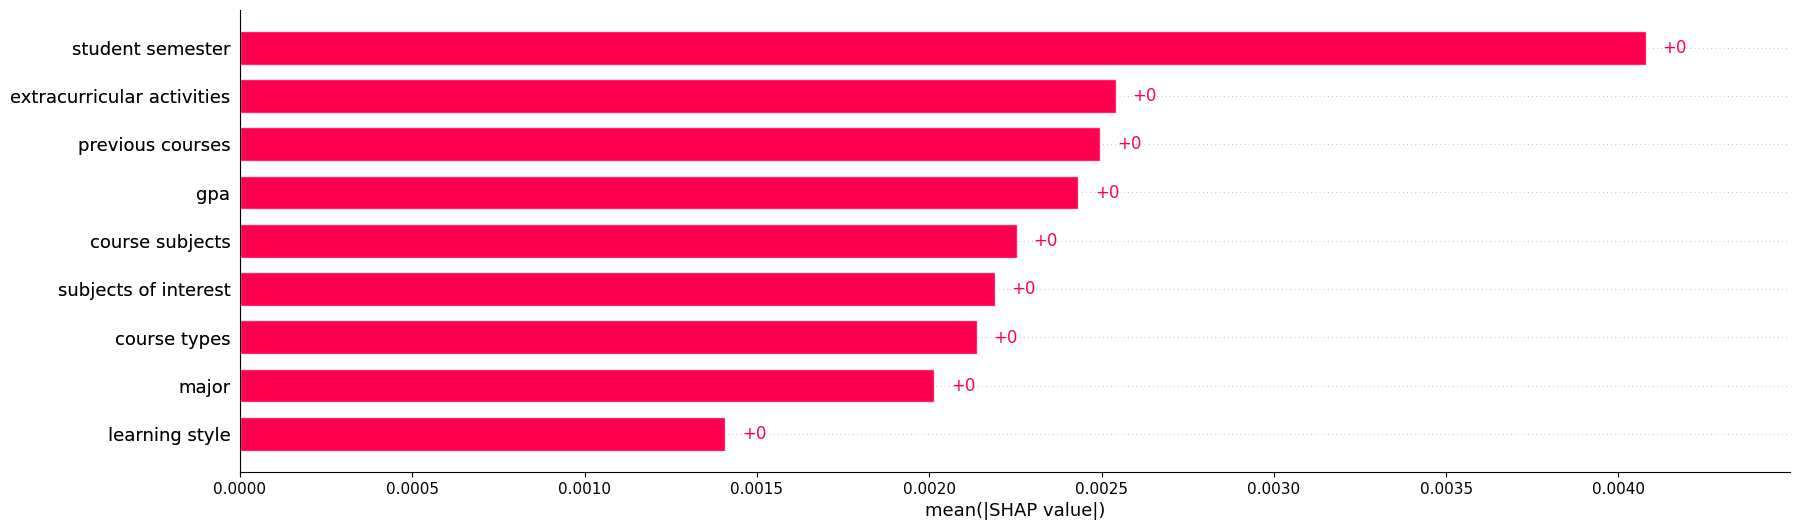 student semester +0
extracurricular activities +0
previous courses +0
gpa +0
course subjects +0
subjects of interest +0
course types +0
major +0
learning style +0
0.0000 0.0005 0.0010 0.0015 0.0020 0.0025 0.0030 0.0035 0.0040
mean(|SHAP value|)